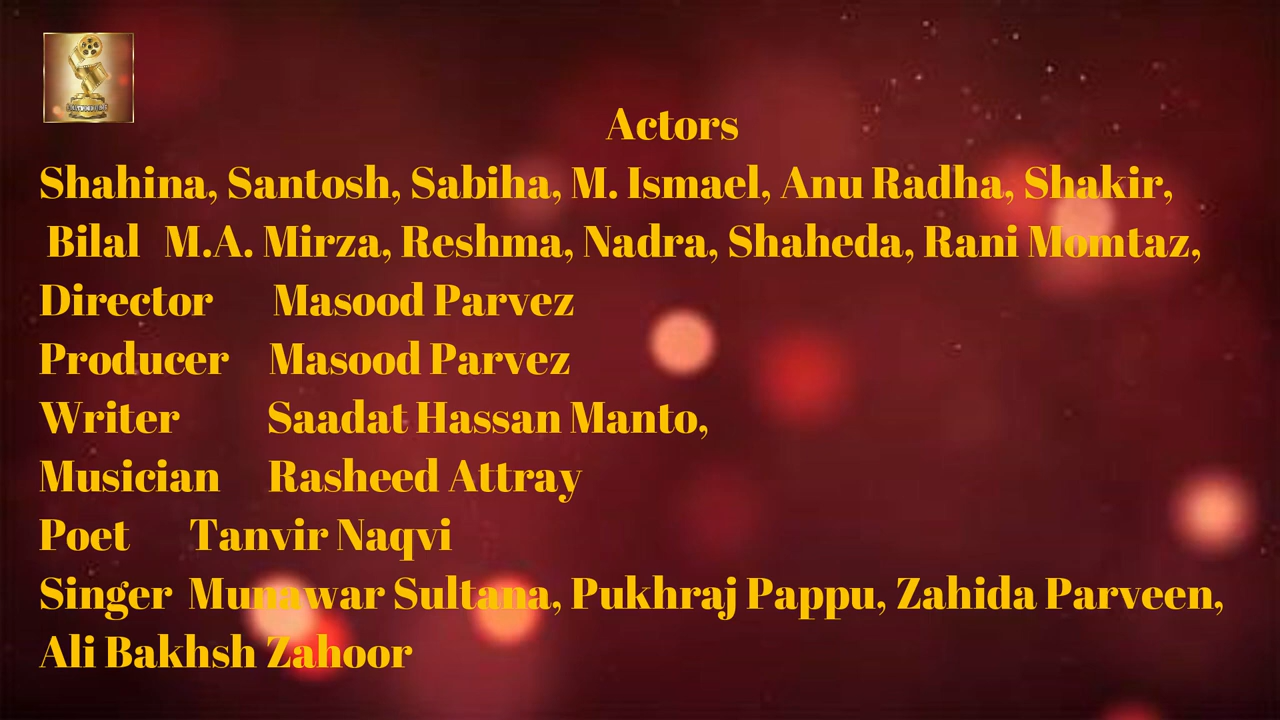 Actors
Shahina, Santosh, Sabiha, M. Ismael, Anu Radha, Shakir,
Bilal M.A. Mirza, Reshma, Nadra, Shaheda, Rani Momtaz,
Director Masood Parvez
Producer Masood Parvez
Writer Saadat Hassan Manto,
Musician Rasheed Attray
Poet Tanvir Naqvi
Singer Munawar Sultana, Pukhraj Pappu, Zahida Parveen,
Ali Bakhsh Zahoor